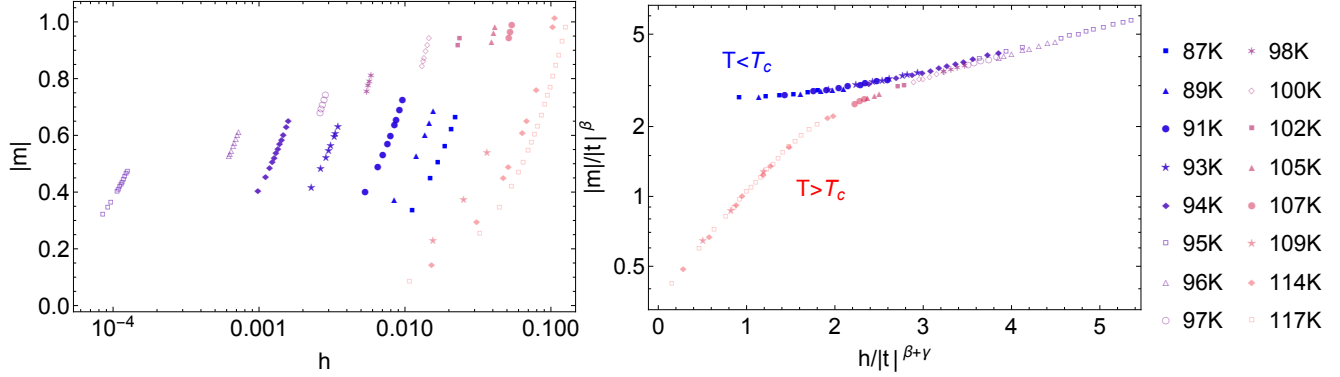 1.0
0.8
0.6
0.4
0.2
0.0
|m|
10⁻⁴
0.001
0.010
0.100
h
5
2
1
0.5
|m|/|t|^β
T<T_c
T>T_c
0
1
2
3
4
5
h/|t|^β+γ
87K
98K
89K
100K
91K
102K
93K
105K
94K
107K
95K
109K
96K
114K
97K
117K